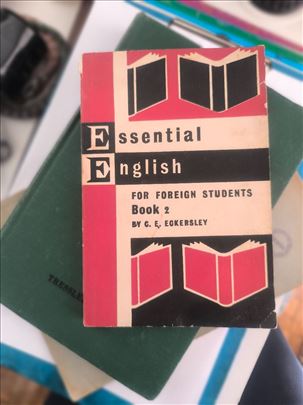 Essential
English
FOR FOREIGN STUDENTS
Book 2
BY C. E. ECKERSLEY